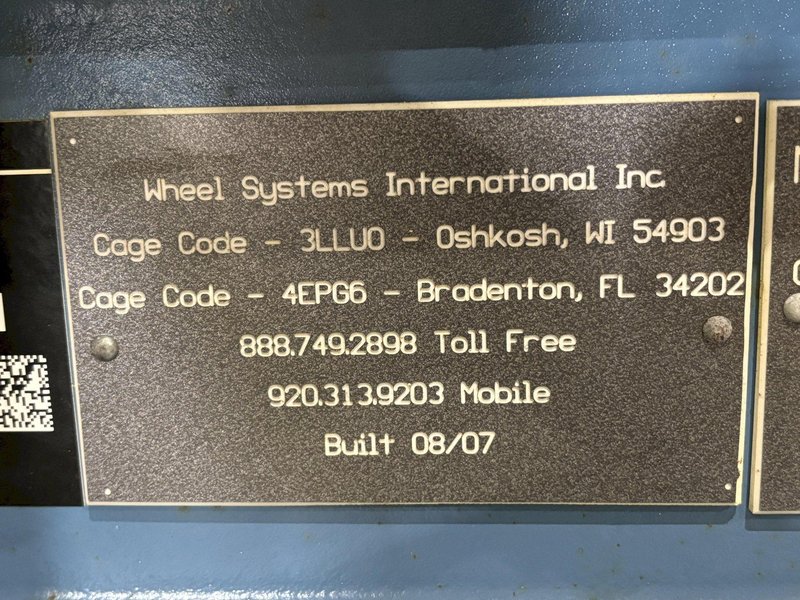 Wheel Systems International Inc.
Cage Code - 3LLU0 - Oshkosh, WI 54903
Cage Code - 4EPG6 - Bradenton, FL 34202
888.749.2898 Toll Free
920.313.9203 Mobile
Built 08/07